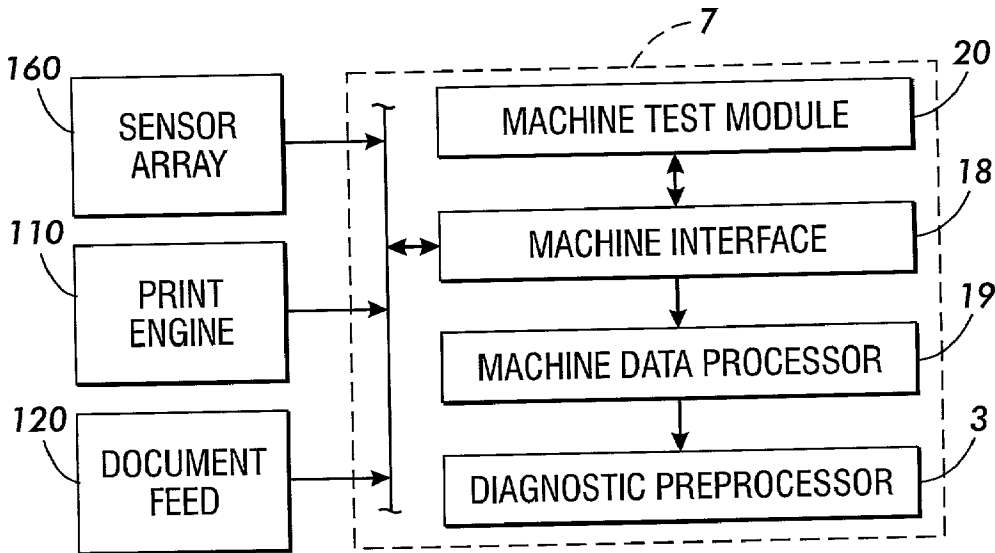 7
160
SENSOR
ARRAY
110
PRINT
ENGINE
120
DOCUMENT
FEED
20
MACHINE TEST MODULE
18
MACHINE INTERFACE
19
MACHINE DATA PROCESSOR
3
DIAGNOSTIC PREPROCESSOR